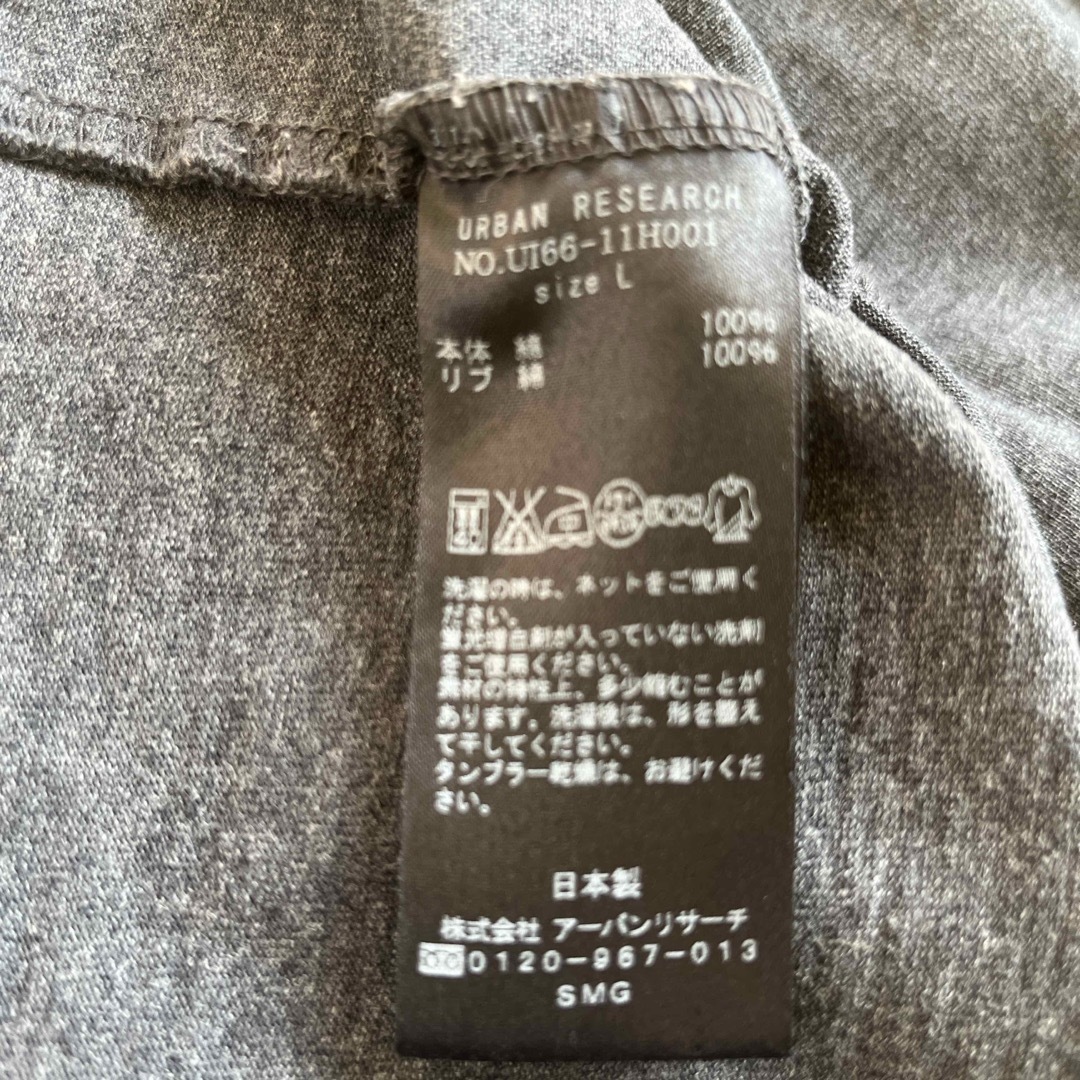 URBAN RESEARCH
NO.UI66-11H001
size L
100%
本体 綿 100%
リブ 綿
洗濯の時は、ネットをご使用く
ださい。
蛍光増白剤が入っていない洗剤
をご使用ください。
素材の特性上、多少縮むことが
あります。洗濯後は、形を整え
て干してください。
タンブラー乾燥は、お避けくだ
さい。
日本製
株式会社 アーバンリサーチ
0120-967-013
SMG